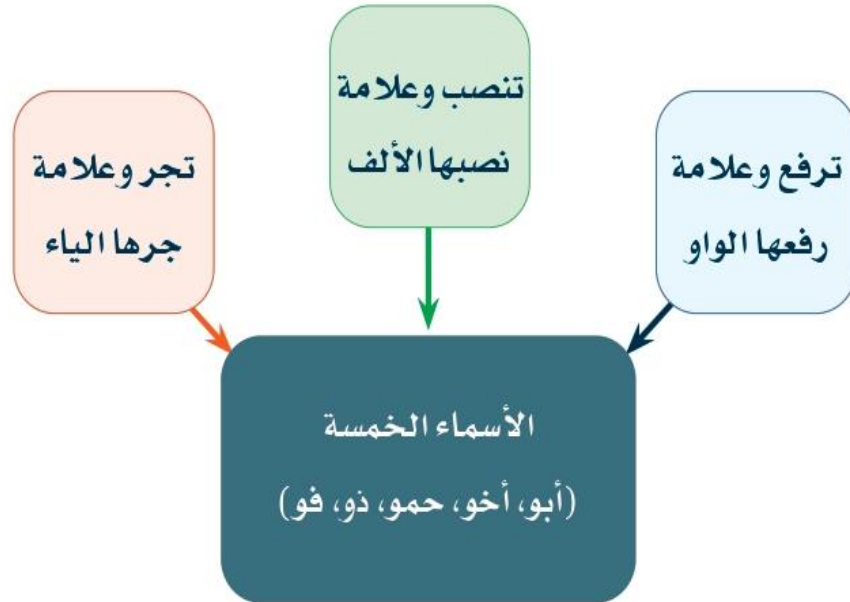 ترفع وعلامة
رفعها الواو
تنصب وعلامة
نصبها الألف
تجر وعلامة
جرها الياء
الأسماء الخمسة
(أبو، أخو، حمو، ذو، فو)